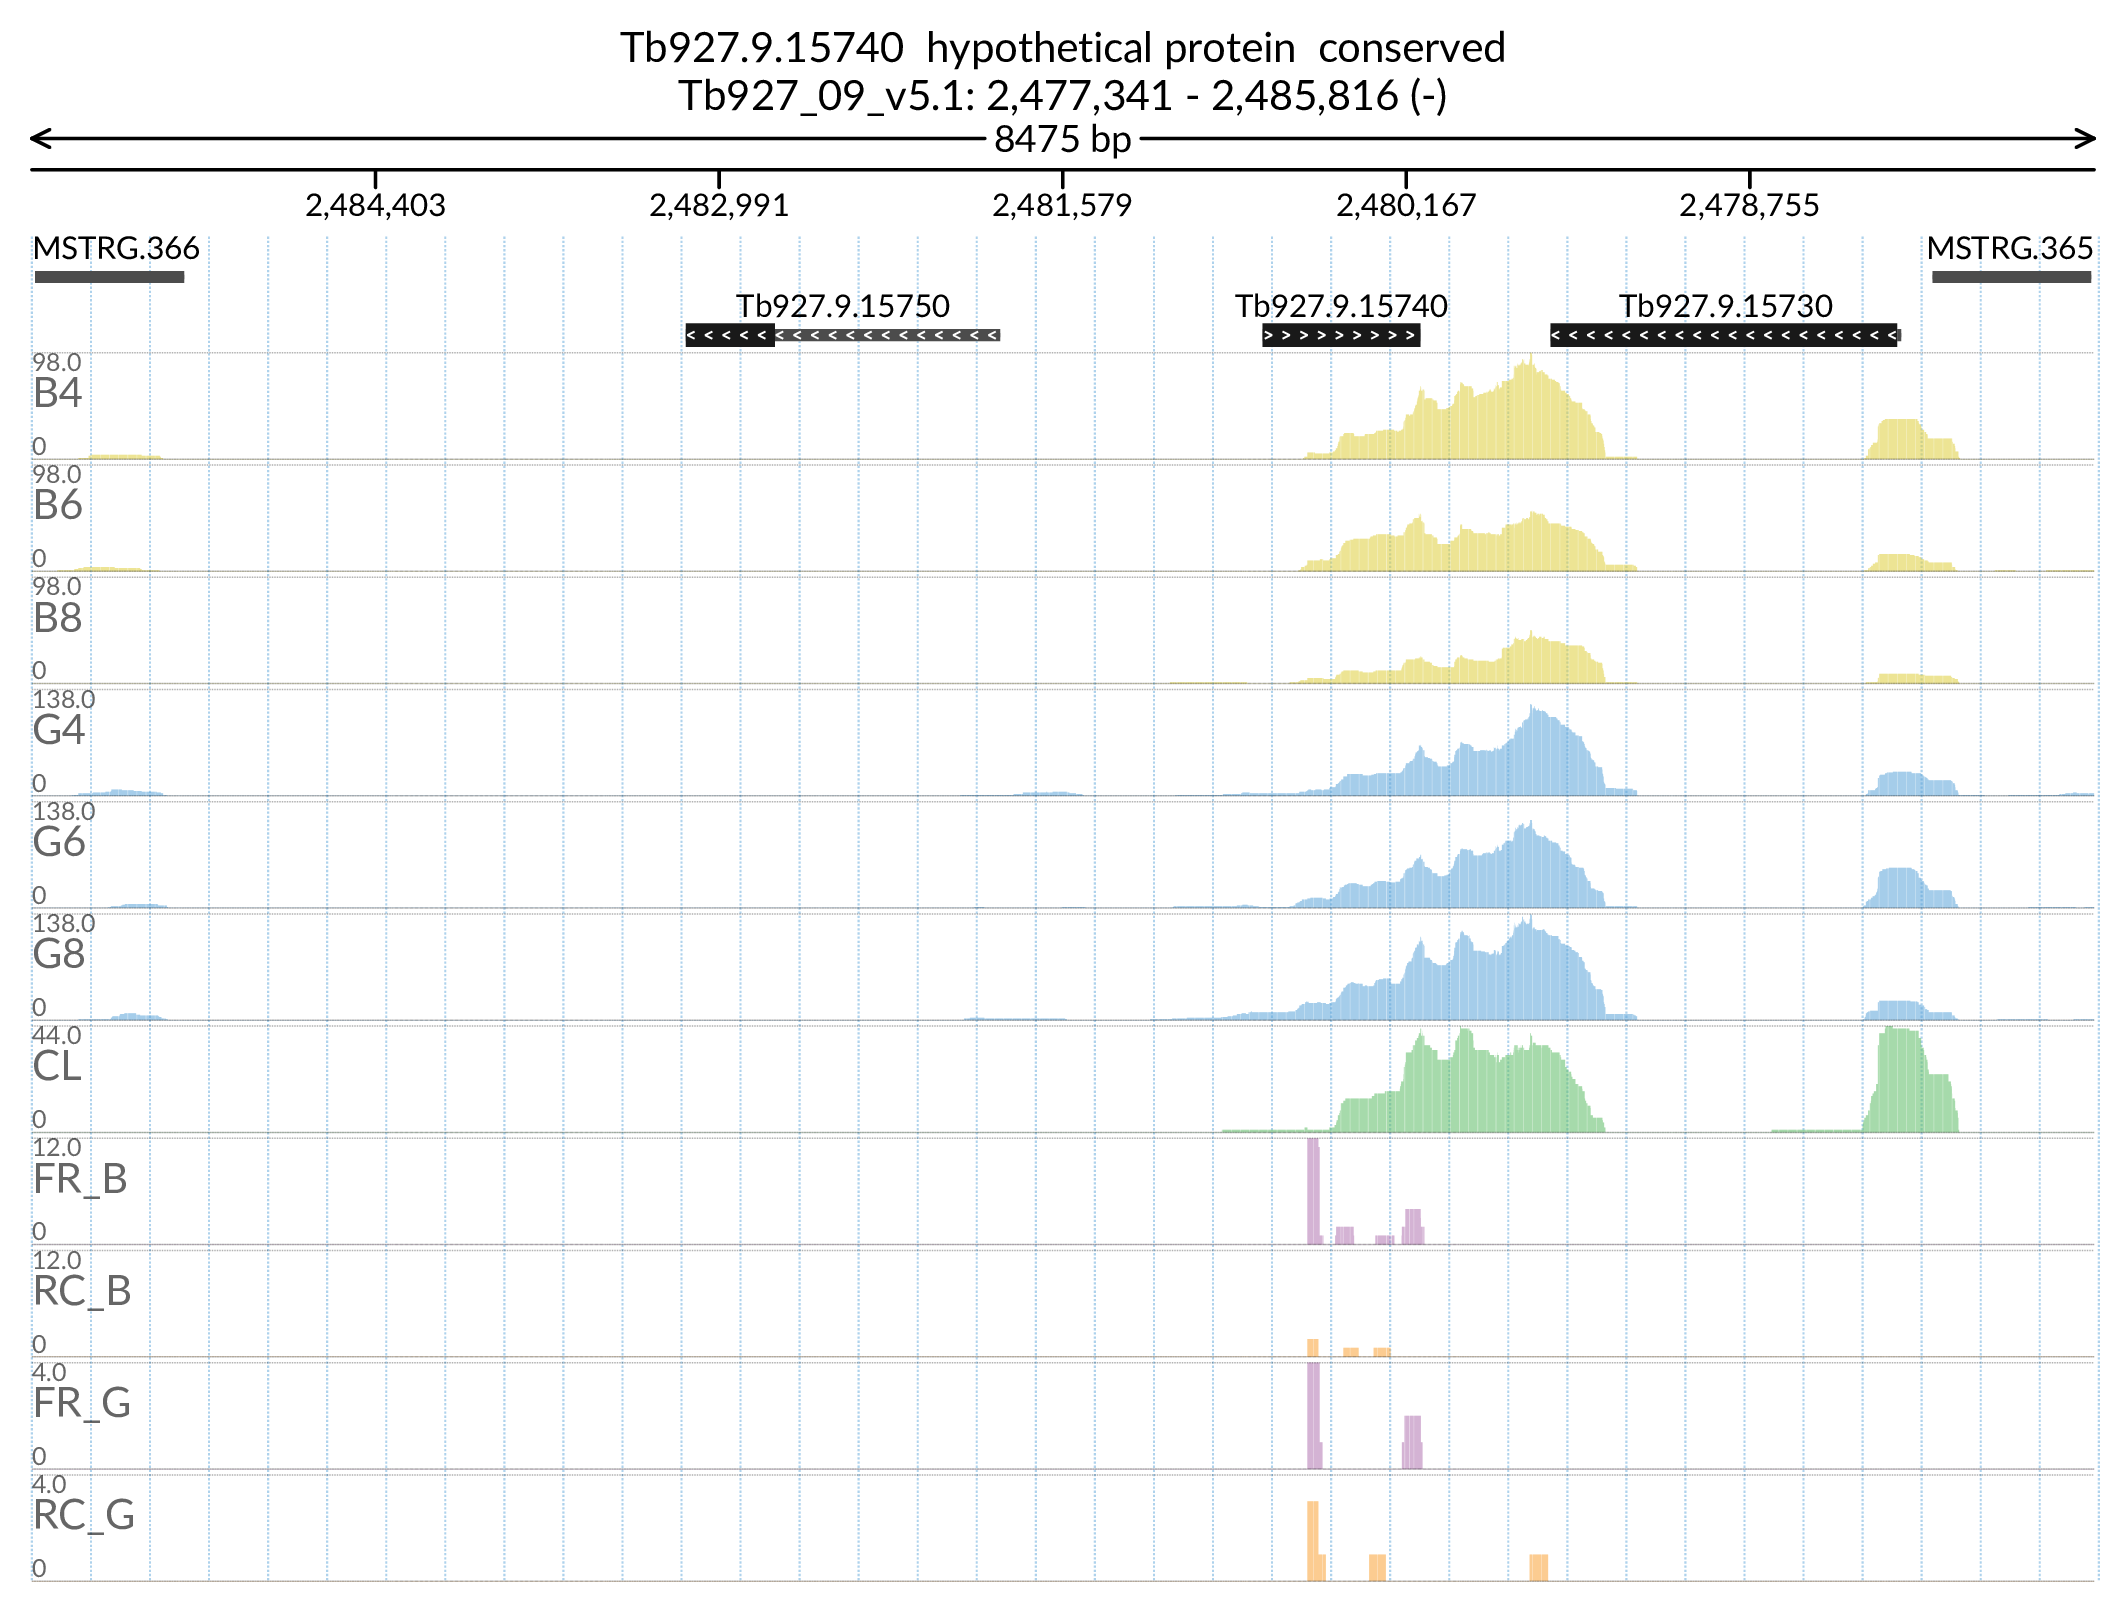 Tb927.9.15740  hypothetical protein  conserved
Tb927_09_v5.1: 2,477,341 - 2,485,816 (-)
8475 bp
2,484,403 2,482,991 2,481,579 2,480,167 2,478,755
MSTRG.366 MSTRG.365
Tb927.9.15750 Tb927.9.15740 Tb927.9.15730
98.0
B4
0
98.0
B6
0
98.0
B8
0
138.0
G4
0
138.0
G6
0
138.0
G8
0
44.0
CL
0
12.0
FR_B
0
12.0
RC_B
0
4.0
FR_G
0
4.0
RC_G
0